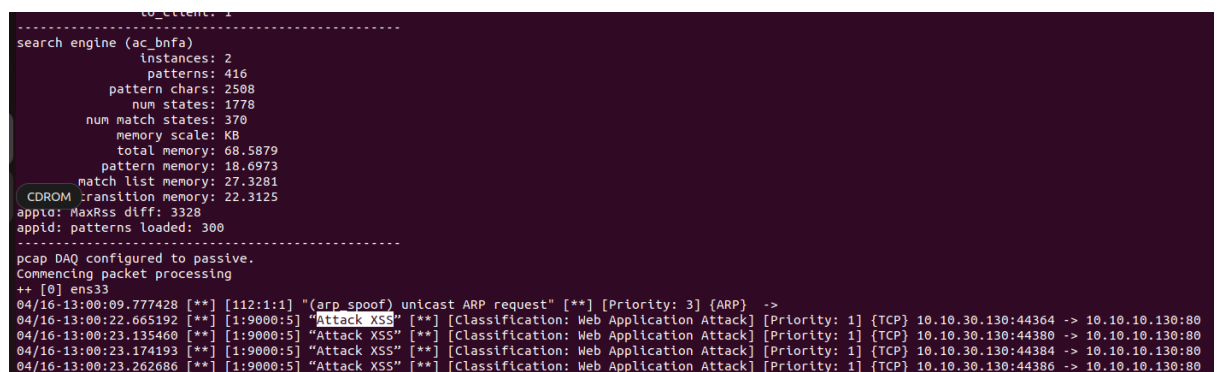 to_client: 1
--------------------------------------------------
search engine (ac_bnfa)
instances: 2
patterns: 416
pattern chars: 2508
num states: 1778
num match states: 370
memory scale: KB
total memory: 68.5879
pattern memory: 18.6973
match list memory: 27.3281
CDROM transition memory: 22.3125
appid: MaxRss diff: 3328
appid: patterns loaded: 300
--------------------------------------------------
pcap DAQ configured to passive.
Commencing packet processing
++ [0] ens33
04/16-13:00:09.777428 [**] [112:1:1] "(arp_spoof) unicast ARP request" [**] [Priority: 3] {ARP}  ->
04/16-13:00:22.665192 [**] [1:9000:5] “Attack XSS” [**] [Classification: Web Application Attack] [Priority: 1] {TCP} 10.10.30.130:44364 -> 10.10.10.130:80
04/16-13:00:23.135460 [**] [1:9000:5] “Attack XSS” [**] [Classification: Web Application Attack] [Priority: 1] {TCP} 10.10.30.130:44380 -> 10.10.10.130:80
04/16-13:00:23.174193 [**] [1:9000:5] “Attack XSS” [**] [Classification: Web Application Attack] [Priority: 1] {TCP} 10.10.30.130:44384 -> 10.10.10.130:80
04/16-13:00:23.262686 [**] [1:9000:5] “Attack XSS” [**] [Classification: Web Application Attack] [Priority: 1] {TCP} 10.10.30.130:44384 -> 10.10.10.130:80